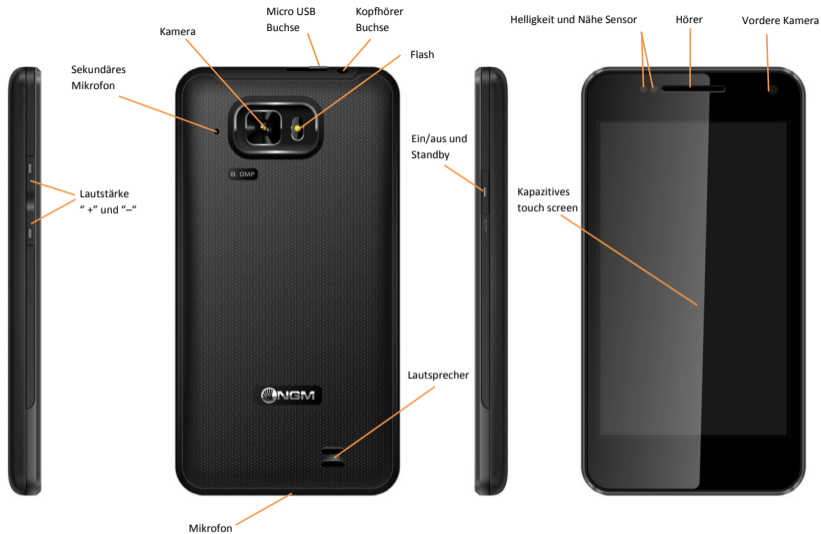 Micro USB
Buchse
Kopfhörer
Buchse
Helligkeit und Nähe Sensor
Hörer
Vordere Kamera
Kamera
Flash
Sekundäres
Mikrofon
Ein/aus und
Standby
8.0MP
Lautstärke
“ +” und “–“
Kapazitives
touch screen
Lautsprecher
NGM
Mikrofon